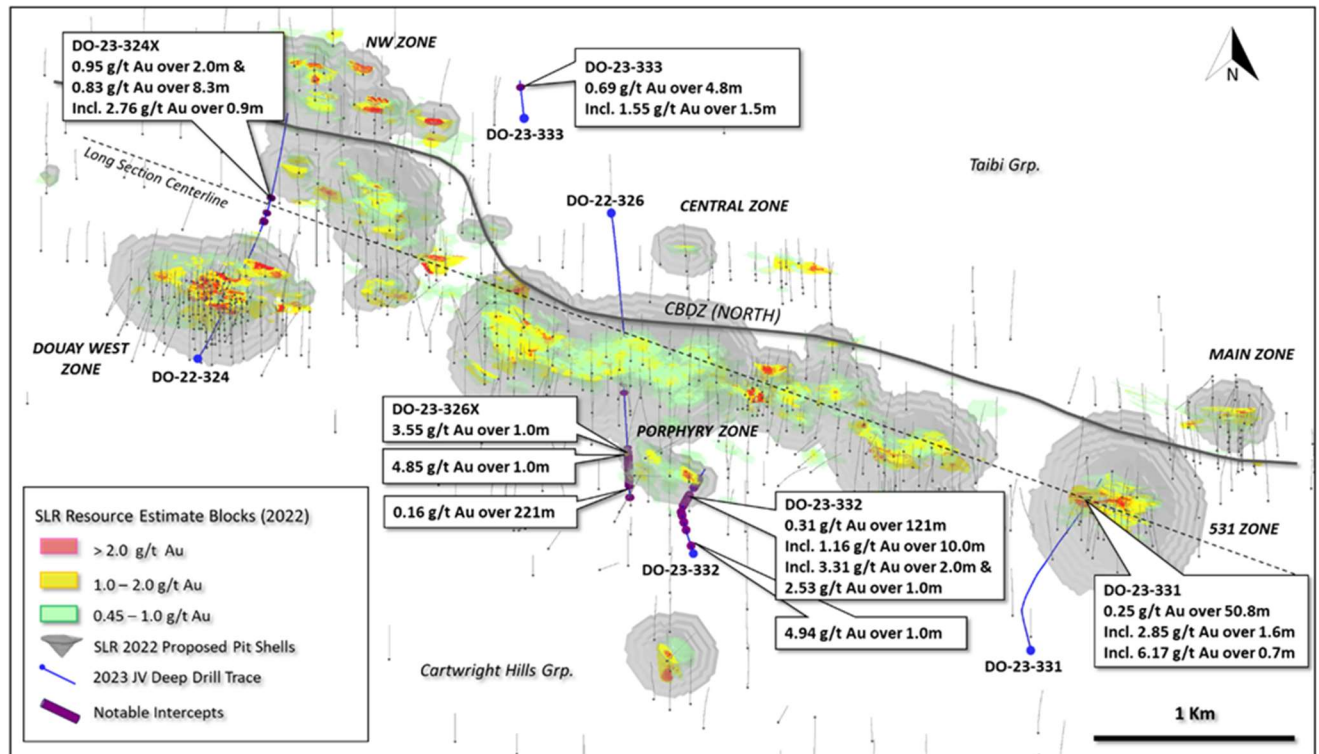 NW ZONE
DO-23-324X
0.95 g/t Au over 2.0m &
0.83 g/t Au over 8.3m
Incl. 2.76 g/t Au over 0.9m
DO-23-333
0.69 g/t Au over 4.8m
Incl. 1.55 g/t Au over 1.5m
N
DO-23-333
Taibi Grp.
Long Section Centerline
DO-22-326
CENTRAL ZONE
CBDZ (NORTH)
DOUAY WEST
ZONE
DO-22-324
MAIN ZONE
DO-23-326X
3.55 g/t Au over 1.0m
4.85 g/t Au over 1.0m
0.16 g/t Au over 221m
PORPHYRY ZONE
DO-23-332
0.31 g/t Au over 121m
Incl. 1.16 g/t Au over 10.0m
Incl. 3.31 g/t Au over 2.0m &
2.53 g/t Au over 1.0m
4.94 g/t Au over 1.0m
DO-23-332
531 ZONE
DO-23-331
0.25 g/t Au over 50.8m
Incl. 2.85 g/t Au over 1.6m
Incl. 6.17 g/t Au over 0.7m
DO-23-331
Cartwright Hills Grp.
1 Km
SLR Resource Estimate Blocks (2022)
> 2.0 g/t Au
1.0 – 2.0 g/t Au
0.45 – 1.0 g/t Au
SLR 2022 Proposed Pit Shells
2023 JV Deep Drill Trace
Notable Intercepts